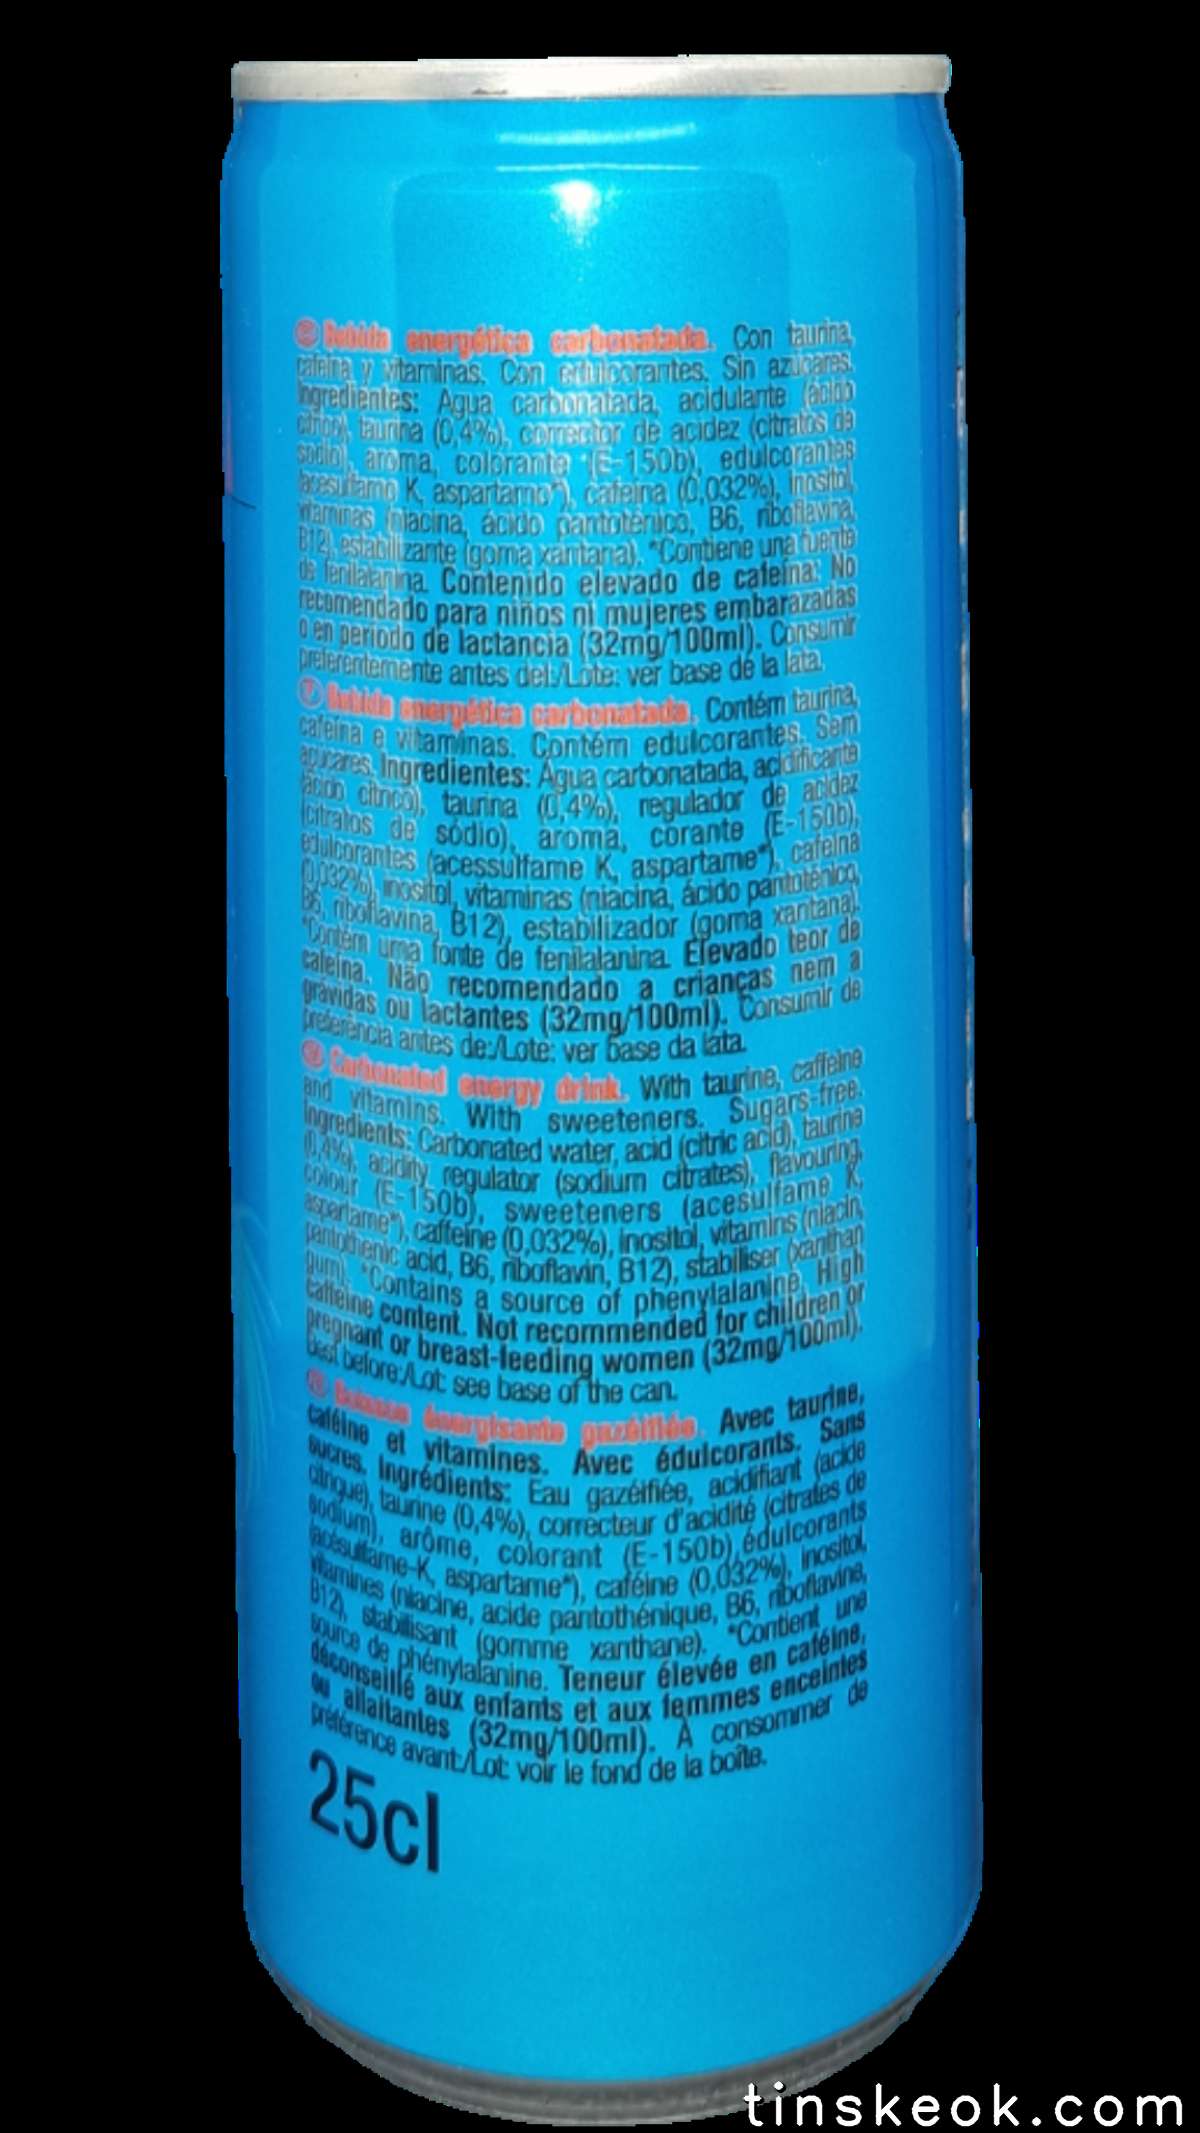 Bebida energética carbonatada. Con taurina,
cafeína y vitaminas. Con edulcorantes. Sin azúcares.
Ingredientes: Agua carbonatada, acidulante (ácido
cítrico), taurina (0,4%), corrector de acidez (citratos de
sodio), aroma, colorante (E-150b), edulcorantes
(acesulfamo K, aspartamo*), cafeína (0,032%), inositol,
vitaminas (niacina, ácido pantoténico, B6, riboflavina,
B12), estabilizante (goma xantana). *Contiene una fuente
de fenilalanina. Contenido elevado de cafeína: No
recomendado para niños ni mujeres embarazadas
o en período de lactancia (32mg/100ml). Consumir
preferentemente antes del:/Lote: ver base de la lata.
Bebida energética carbonatada. Contém taurina,
cafeína e vitaminas. Contém edulcorantes. Sem
açúcares. Ingredientes: Água carbonatada, acidificante
(ácido cítrico), taurina (0,4%), regulador de acidez
(citratos de sódio), aroma, corante (E-150b),
edulcorantes (acessulfame K, aspartame*), cafeína
(0,032%), inositol, vitaminas (niacina, ácido pantoténico,
B6, riboflavina, B12), estabilizador (goma xantana).
*Contém uma fonte de fenilalanina. Elevado teor de
cafeína. Não recomendado a crianças nem a
grávidas ou lactantes (32mg/100ml). Consumir de
preferência antes de:/Lote: ver base da lata.
Carbonated energy drink. With taurine, caffeine
and vitamins. With sweeteners. Sugars-free.
Ingredients: Carbonated water, acid (citric acid), taurine
(0,4%), acidity regulator (sodium citrates), flavouring,
colour (E-150b), sweeteners (acesulfame K,
aspartame*), caffeine (0,032%), inositol, vitamins (niacin,
pantothenic acid, B6, riboflavin, B12), stabiliser (xanthan
gum). *Contains a source of phenylalanine. High
caffeine content. Not recommended for children or
pregnant or breast-feeding women (32mg/100ml).
Best before:/Lot: see base of the can.
Boisson énergisante gazéifiée. Avec taurine,
caféine et vitamines. Avec édulcorants. Sans
sucres. Ingrédients: Eau gazéifiée, acidifiant (acide
citrique), taurine (0,4%), correcteur d'acidité (citrates de
sodium), arôme, colorant (E-150b), édulcorants
(acésulfame-K, aspartame*), caféine (0,032%), inositol,
vitamines (niacine, acide pantothénique, B6, riboflavine,
B12), stabilisant (gomme xanthane). *Contient une
source de phénylalanine. Teneur élevée en caféine,
déconseillé aux enfants et aux femmes enceintes
ou allaitantes (32mg/100ml). À consommer de
préférence avant:/Lot: voir le fond de la boîte.
25cl
tinskeok.com